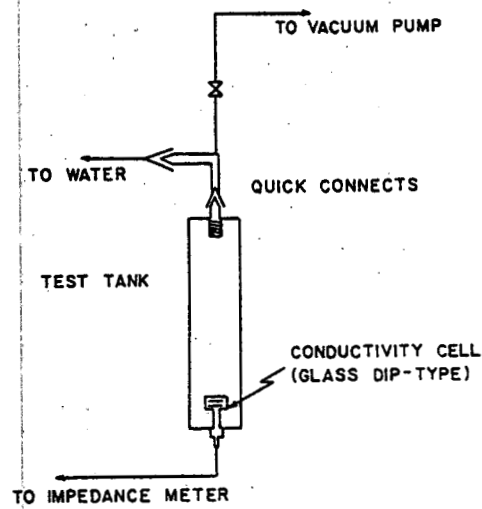 TO VACUUM PUMP
TO WATER
QUICK CONNECTS
TEST TANK
CONDUCTIVITY CELL
(GLASS DIP-TYPE)
TO IMPEDANCE METER